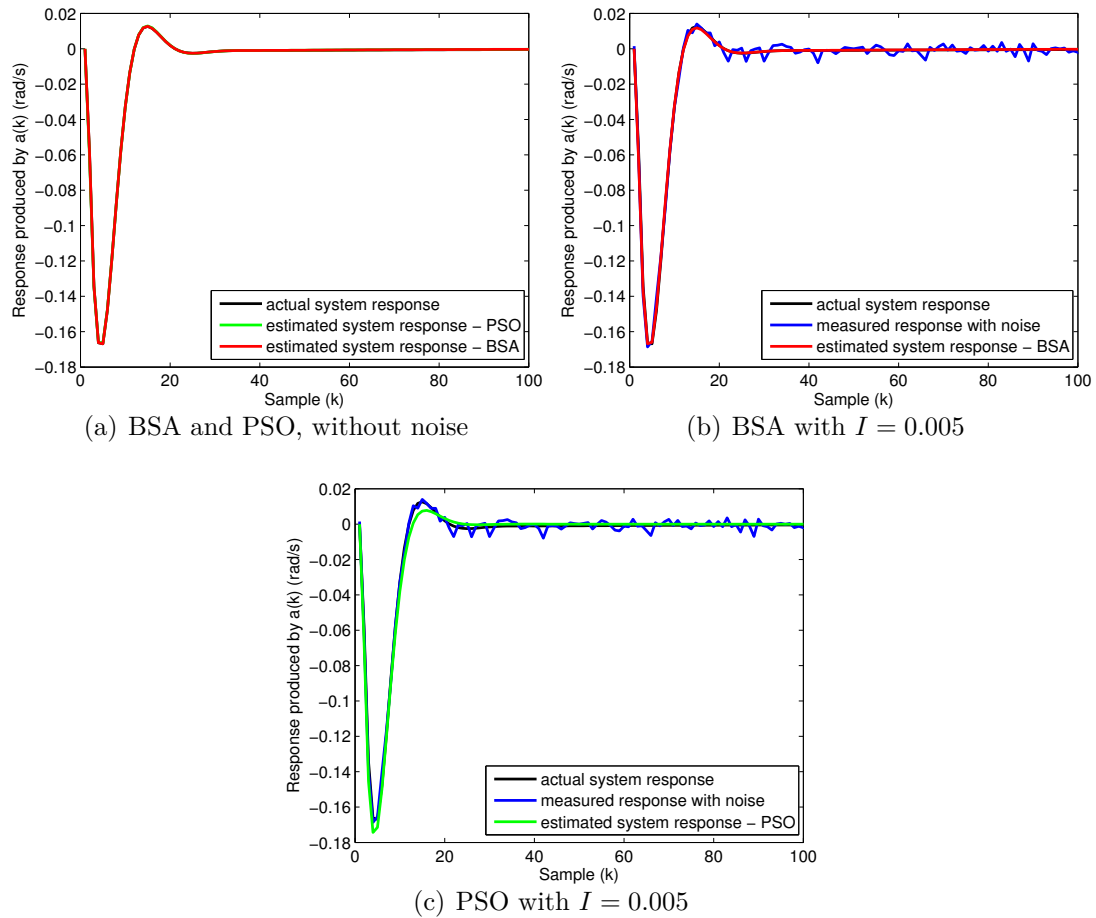 0.02
0
−0.02
−0.04
−0.06
−0.08
−0.1
−0.12
−0.14
−0.16
−0.18
Response produced by a(k) (rad/s)
actual system response
estimated system response − PSO
estimated system response − BSA
0 20 40 60 80 100
Sample (k)
(a) BSA and PSO, without noise
0.02
0
−0.02
−0.04
−0.06
−0.08
−0.1
−0.12
−0.14
−0.16
−0.18
Response produced by a(k) (rad/s)
actual system response
measured response with noise
estimated system response − BSA
0 20 40 60 80 100
Sample (k)
(b) BSA with I = 0.005
0.02
0
−0.02
−0.04
−0.06
−0.08
−0.1
−0.12
−0.14
−0.16
−0.18
Response produced by a(k) (rad/s)
actual system response
measured response with noise
estimated system response − PSO
0 20 40 60 80 100
Sample (k)
(c) PSO with I = 0.005